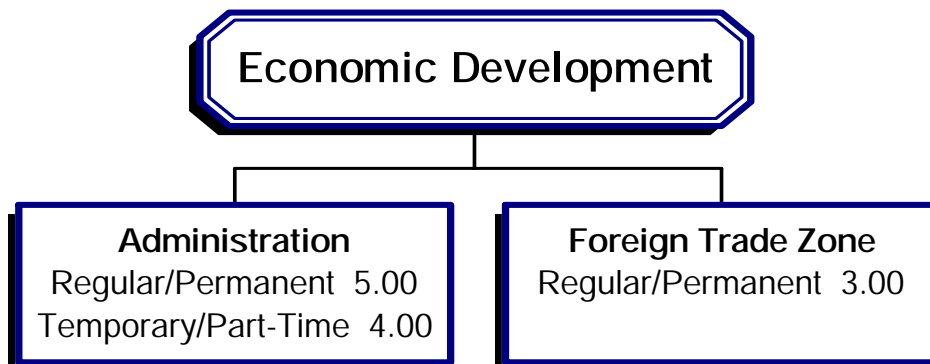 Economic Development
Administration
Regular/Permanent 5.00
Temporary/Part-Time 4.00
Foreign Trade Zone
Regular/Permanent 3.00